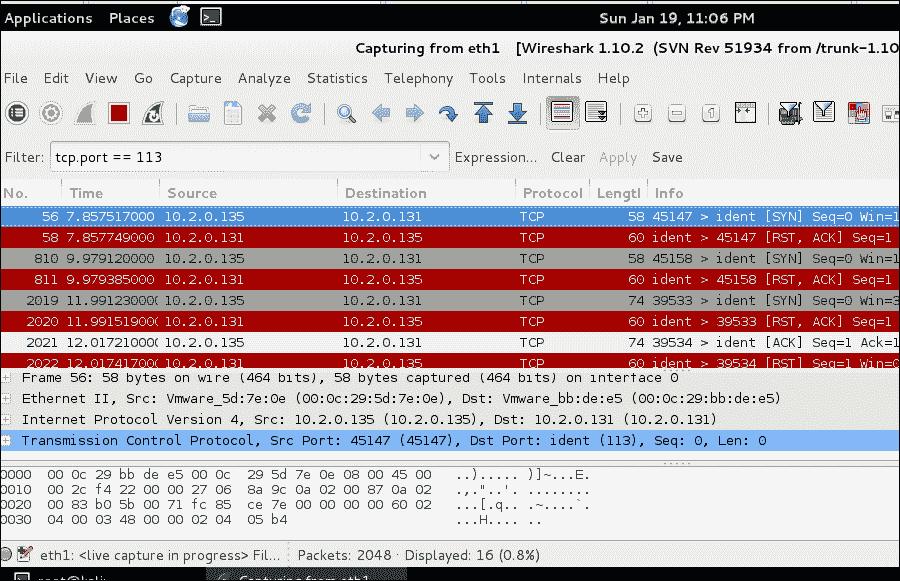 Applications Places Sun Jan 19, 11:06 PM
Capturing from eth1 [Wireshark 1.10.2 (SVN Rev 51934 from /trunk-1.10
File Edit View Go Capture Analyze Statistics Telephony Tools Internals Help
Filter: tcp.port == 113 Expression... Clear Apply Save
No. Time Source Destination Protocol Lengtl Info
56 7.857517000 10.2.0.135 10.2.0.131 TCP 58 45147 > ident [SYN] Seq=0 Win=1
58 7.857749000 10.2.0.131 10.2.0.135 TCP 60 ident > 45147 [RST, ACK] Seq=1
810 9.979120000 10.2.0.135 10.2.0.131 TCP 58 45158 > ident [SYN] Seq=0 Win=1
811 9.979385000 10.2.0.131 10.2.0.135 TCP 60 ident > 45158 [RST, ACK] Seq=1
2019 11.991230000 10.2.0.135 10.2.0.131 TCP 74 39533 > ident [SYN] Seq=0 Win=3
2020 11.991519000 10.2.0.131 10.2.0.135 TCP 60 ident > 39533 [RST, ACK] Seq=1
2021 12.017210000 10.2.0.135 10.2.0.131 TCP 74 39534 > ident [ACK] Seq=1 Ack=1
2022 12.017417000 10.2.0.131 10.2.0.135 TCP 60 ident > 39534 [RST] Seq=1 Win=0
Frame 56: 58 bytes on wire (464 bits), 58 bytes captured (464 bits) on interface 0
Ethernet II, Src: Vmware_5d:7e:0e (00:0c:29:5d:7e:0e), Dst: Vmware_bb:de:e5 (00:0c:29:bb:de:e5)
Internet Protocol Version 4, Src: 10.2.0.135 (10.2.0.135), Dst: 10.2.0.131 (10.2.0.131)
Transmission Control Protocol, Src Port: 45147 (45147), Dst Port: ident (113), Seq: 0, Len: 0
0000 00 0c 29 bb de e5 00 0c 29 5d 7e 0e 08 00 45 00 ..)..... )]~...E.
0010 00 2c f4 22 00 00 27 06 8a 9c 0a 02 00 87 0a 02 .,."..'. ........
0020 00 83 b0 5b 00 71 fc 85 ce 7e 00 00 00 00 60 02 ...[.q.. .~....`.
0030 04 00 03 48 00 00 02 04 05 b4 ...H.... ..
eth1: <live capture in progress> Fil... Packets: 2048 · Displayed: 16 (0.8%)
root@kali: Capturing from eth1